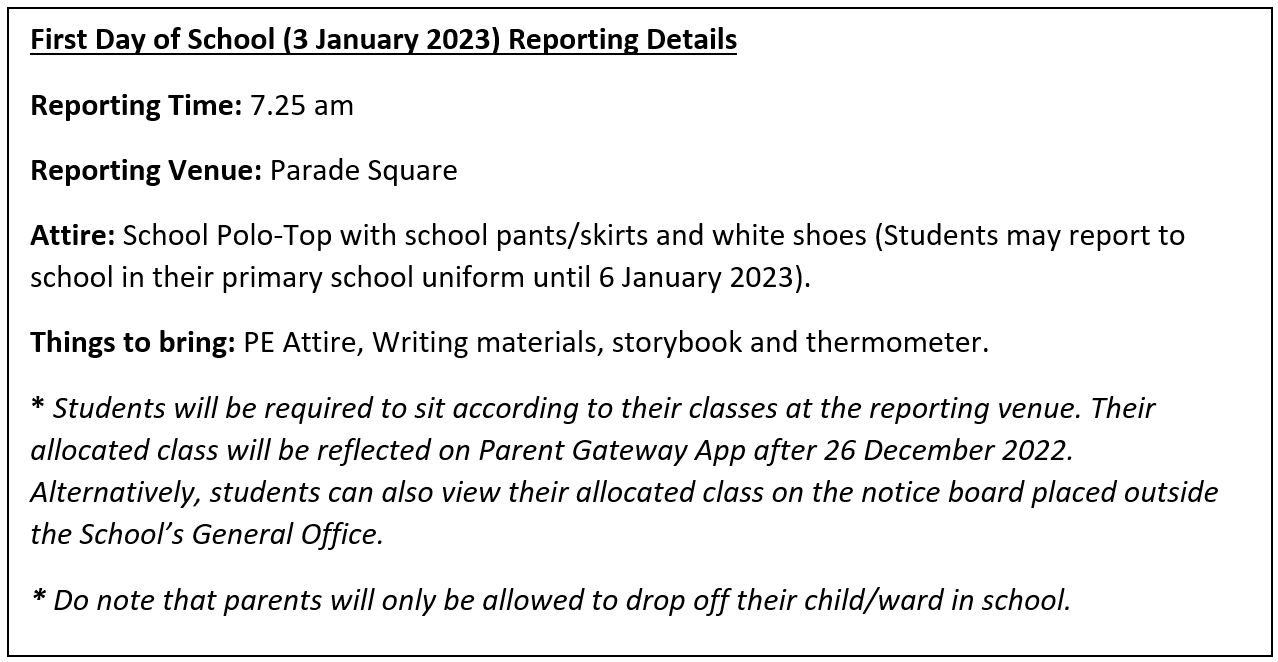 First Day of School (3 January 2023) Reporting Details
Reporting Time: 7.25 am
Reporting Venue: Parade Square
Attire: School Polo-Top with school pants/skirts and white shoes (Students may report to
school in their primary school uniform until 6 January 2023).
Things to bring: PE Attire, Writing materials, storybook and thermometer.
* Students will be required to sit according to their classes at the reporting venue. Their
allocated class will be reflected on Parent Gateway App after 26 December 2022.
Alternatively, students can also view their allocated class on the notice board placed outside
the School’s General Office.
* Do note that parents will only be allowed to drop off their child/ward in school.